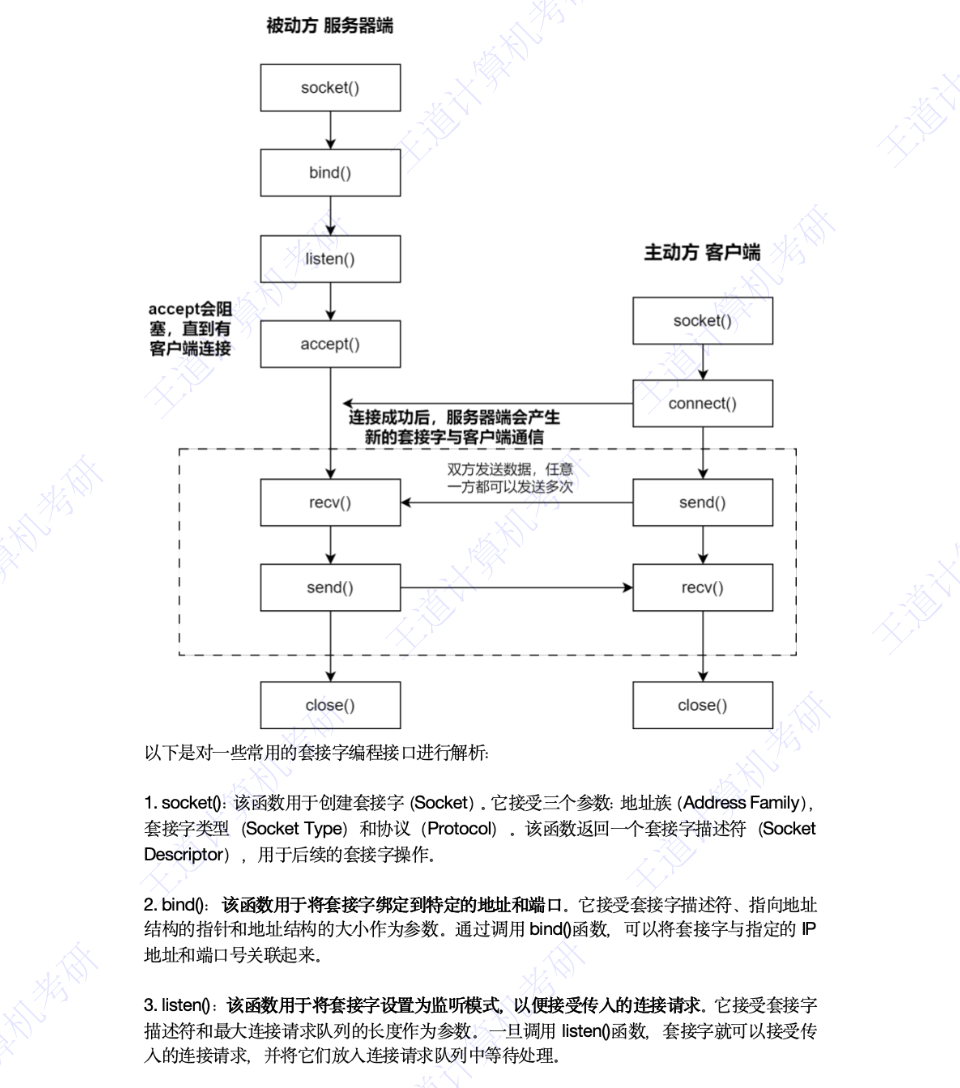 被动方 服务器端
socket()
bind()
listen()
主动方 客户端
accept会阻
塞，直到有
客户端连接
accept()
socket()
connect()
连接成功后，服务器端会产生
新的套接字与客户端通信
双方发送数据，任意
一方都可以发送多次
recv()
send()
send()
recv()
close()
close()
以下是对一些常用的套接字编程接口进行解析:
1. socket(): 该函数用于创建套接字 (Socket) 。它接受三个参数: 地址族 (Address Family),
套接字类型 (Socket Type) 和协议 (Protocol) 。该函数返回一个套接字描述符 (Socket
Descriptor) ，用于后续的套接字操作。
2. bind(): 该函数用于将套接字绑定到特定的地址和端口。它接受套接字描述符、指向地址
结构的指针和地址结构的大小作为参数。通过调用 bind()函数，可以将套接字与指定的 IP
地址和端口号关联起来。
3. listen(): 该函数用于将套接字设置为监听模式，以便接受传入的连接请求。它接受套接字
描述符和最大连接请求队列的长度作为参数。一旦调用 listen()函数，套接字就可以接受传
入的连接请求，并将它们放入连接请求队列中等待处理。
王道计算机考研